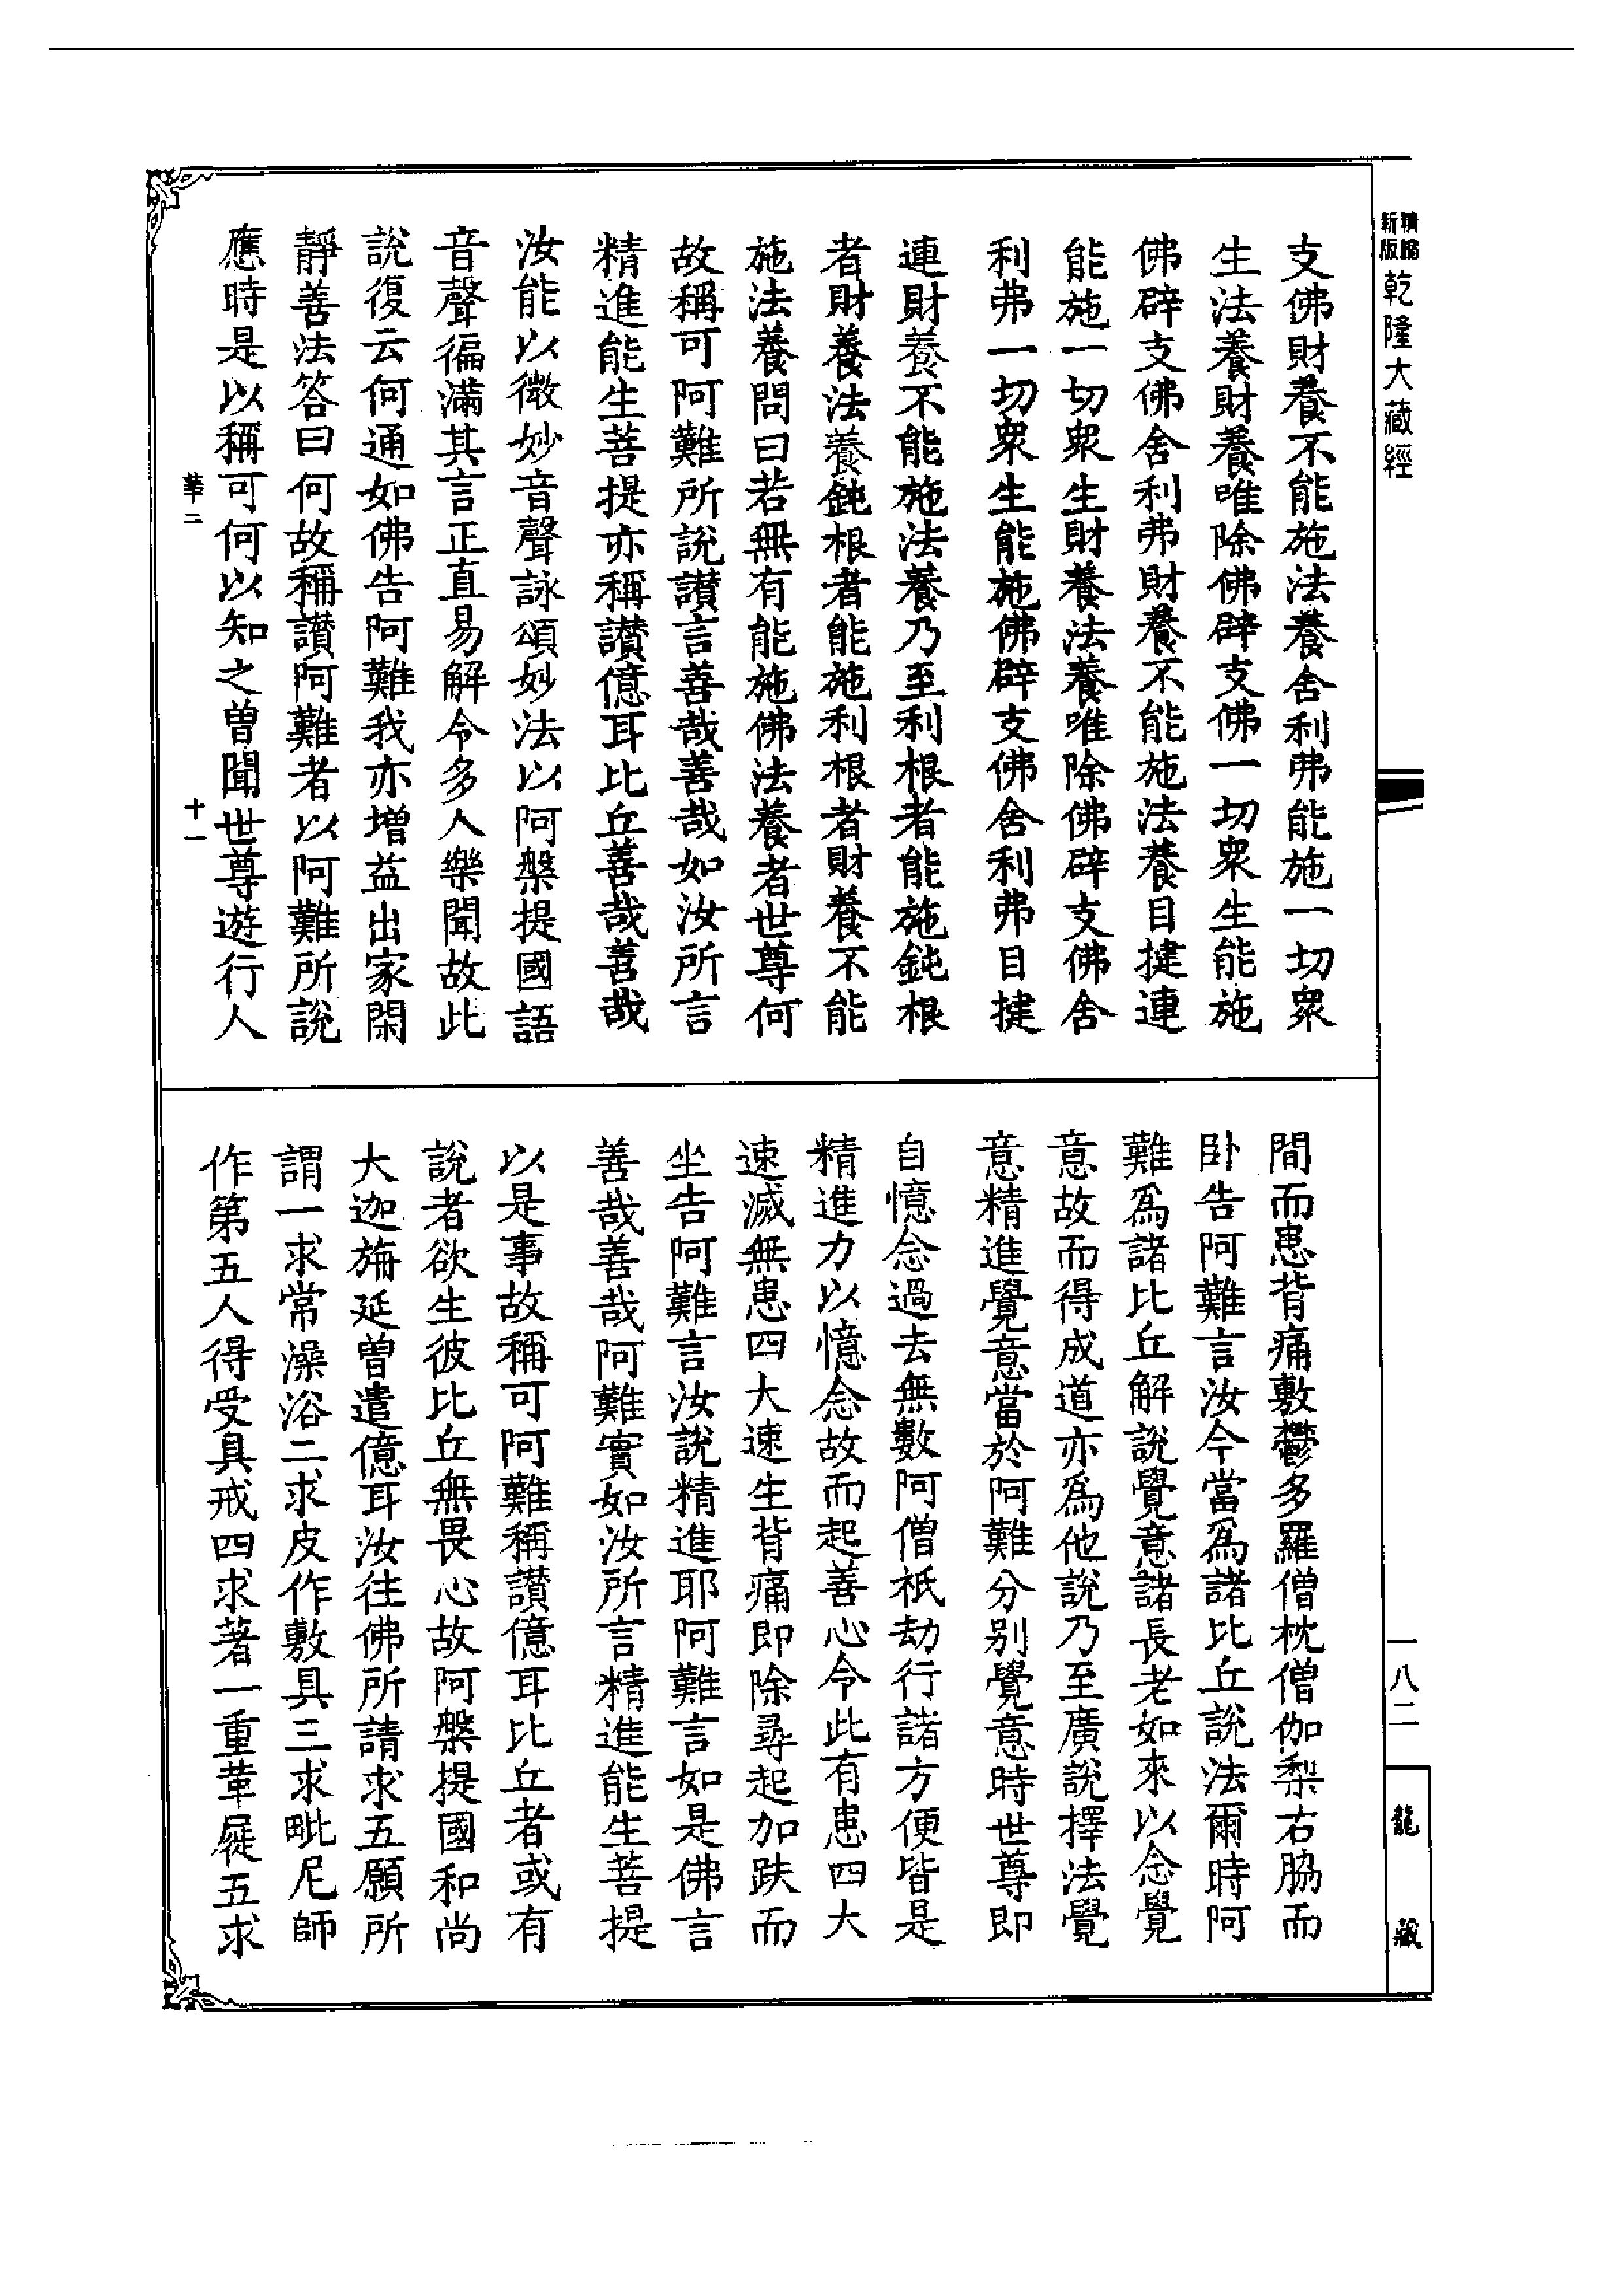 新版精縮
乾隆大藏經
支佛財養不能施法養舍利弗能施一切衆
生法養財養唯除佛辟支佛一切衆生能施
佛辟支佛舍利弗財養不能施法養目揵連
能施一切衆生財養法養唯除佛辟支佛舍
利弗一切衆生能施佛辟支佛舍利弗目揵
連財養不能施法養乃至利根者能施鈍根
者財養法養鈍根者能施利根者財養不能
施法養問曰若無有能施佛法養者世尊何
故稱可阿難所說讃言善哉善哉如汝所言
精進能生菩提亦稱讃億耳比丘善哉善哉
汝能以微妙音聲詠頌妙法以阿槃提國語
音聲徧滿其言正直易解令多人樂聞故此
說復云何通如佛告阿難我亦增益出家閑
靜善法答曰何故稱讃阿難者以阿難所說
應時是以稱可何以知之曾聞世尊遊行人
華二
十一
間而患背痛敷鬱多羅僧枕僧伽梨右脇而
卧告阿難言汝今當爲諸比丘說法爾時阿
難爲諸比丘解說覺意諸長老如來以念覺
意故而得成道亦爲他說乃至廣說擇法覺
意精進覺意當於阿難分別覺意時世尊即
自憶念過去無數阿僧祇劫行諸方便皆是
精進力以憶念故而起善心令此有患四大
速滅無患四大速生背痛即除尋起加趺而
坐告阿難言汝說精進耶阿難言如是佛言
善哉善哉阿難實如汝所言精進能生菩提
以是事故稱可阿難稱讃億耳比丘者或有
說者欲生彼比丘無畏心故阿槃提國和尚
大迦旃延曾遣億耳汝往佛所請求五願所
謂一求常澡浴二求皮作敷具三求毗尼師
作第五人得受具戒四求著一重革屣五求
一八二
龍藏